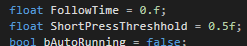 float FollowTime = 0.f;
float ShortPressThreshhold = 0.5f;
bool bAutoRunning = false;